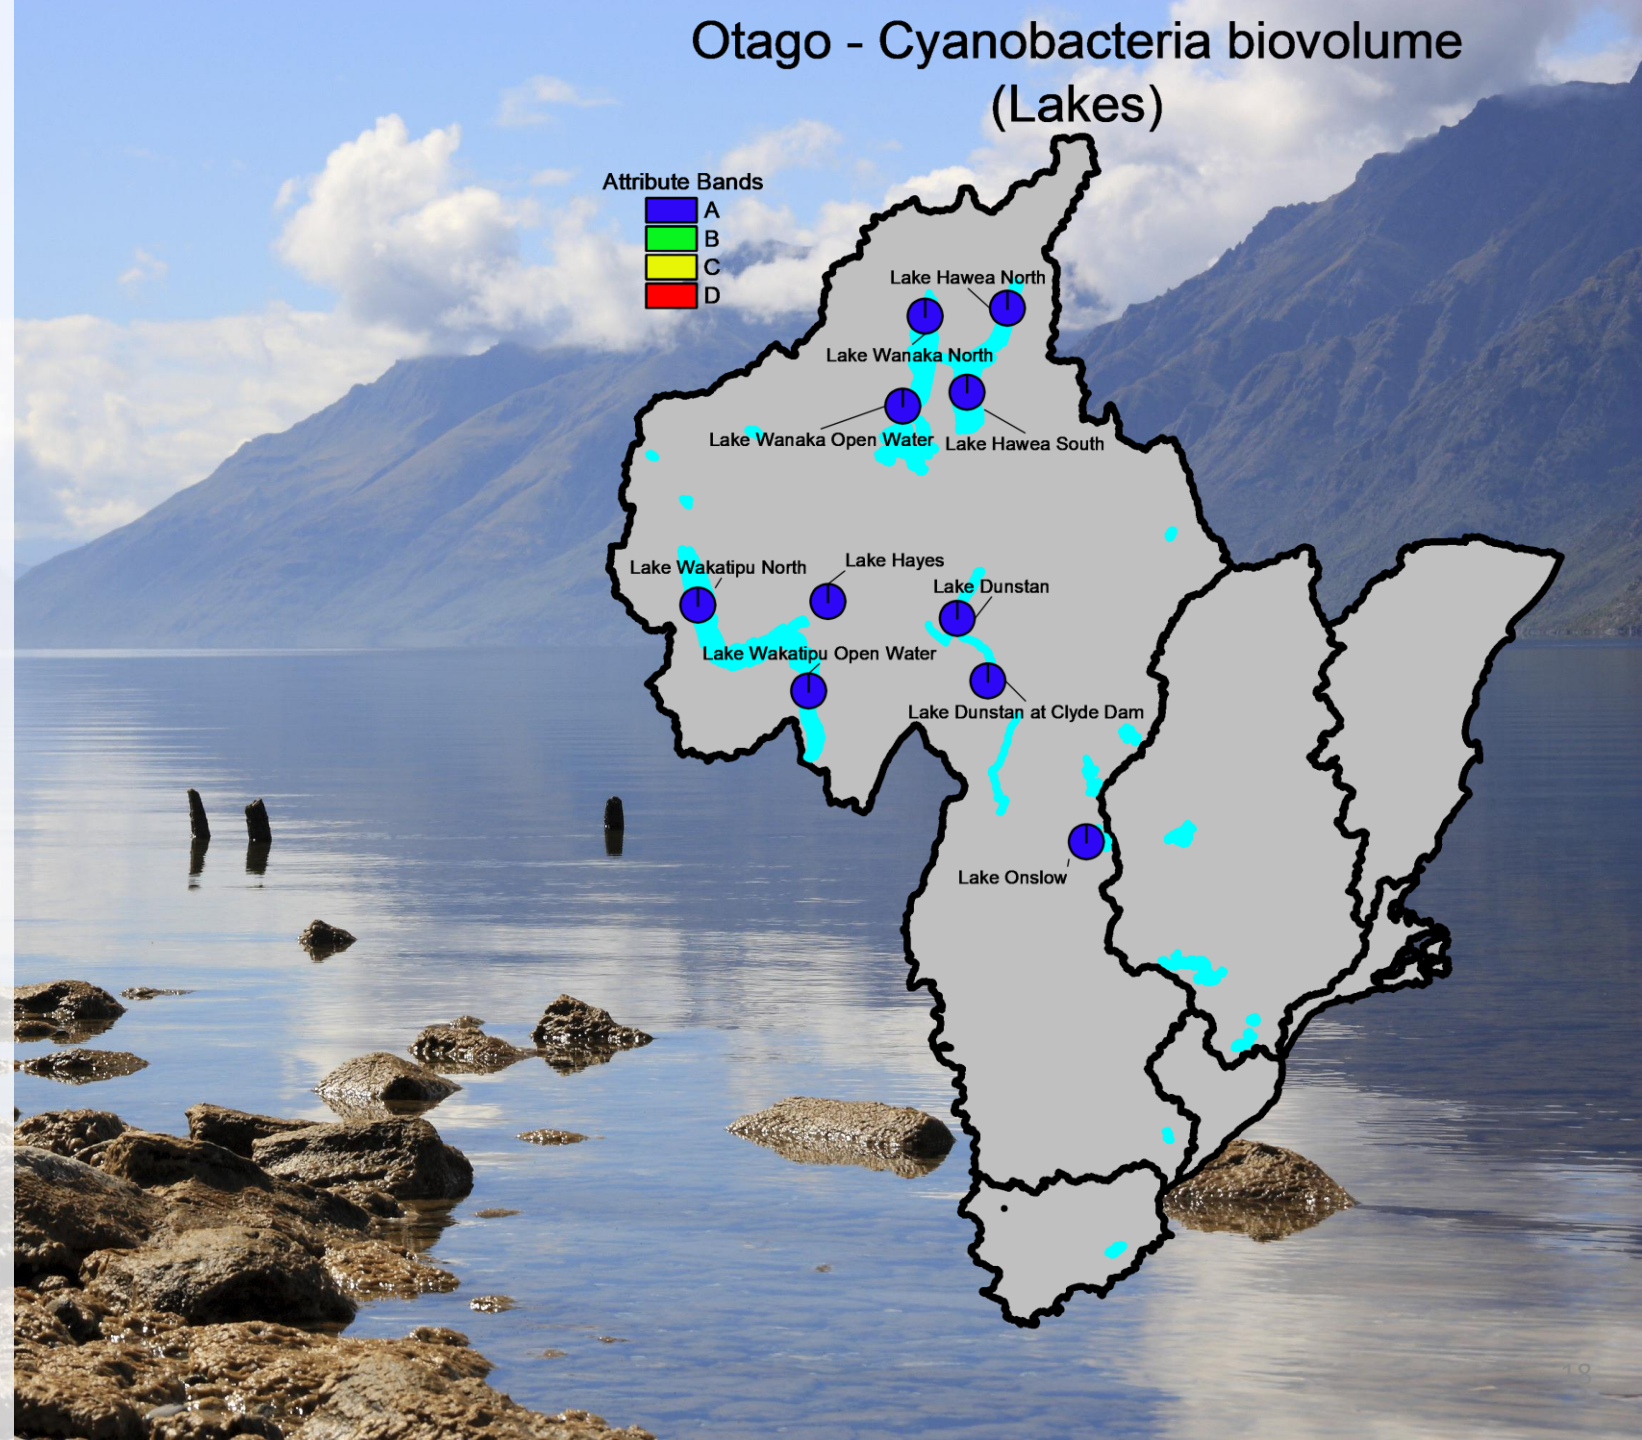 Otago - Cyanobacteria biovolume
(Lakes)
Attribute Bands
A
B
C
D
Lake Hawea North
Lake Wanaka North
Lake Wanaka Open Water
Lake Hawea South
Lake Hayes
Lake Wakatipu North
Lake Dunstan
Lake Wakatipu Open Water
Lake Dunstan at Clyde Dam
Lake Onslow
18